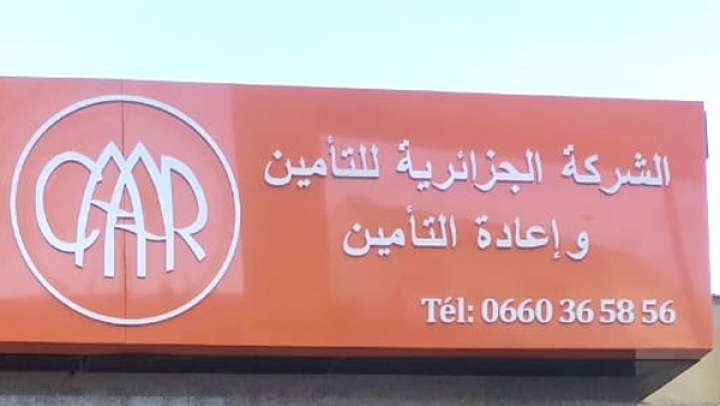 CAAR
الشركة الجزائرية للتأمين
وإعادة التأمين
Tél: 0660 36 58 56